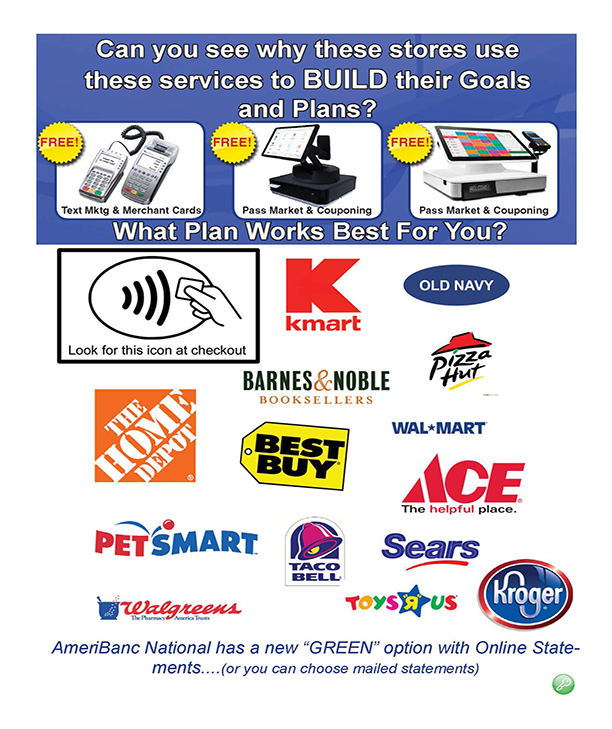 Can you see why these stores use
these services to BUILD their Goals
and Plans?
FREE!
FREE!
FREE!
Text Mktg & Merchant Cards
Pass Market & Couponing
Pass Market & Couponing
What Plan Works Best For You?
Look for this icon at checkout
K
kmart
OLD NAVY
Pizza
Hut
BARNES&NOBLE
BOOKSELLERS
THE
HOME
DEPOT
BEST
BUY
WAL★MART
ACE
The helpful place.
PETSMART
TACO
BELL
Sears
Kroger
Walgreens
The Pharmacy America Trusts
TOYS R US
AmeriBanc National has a new “GREEN” option with Online State-
ments....(or you can choose mailed statements)